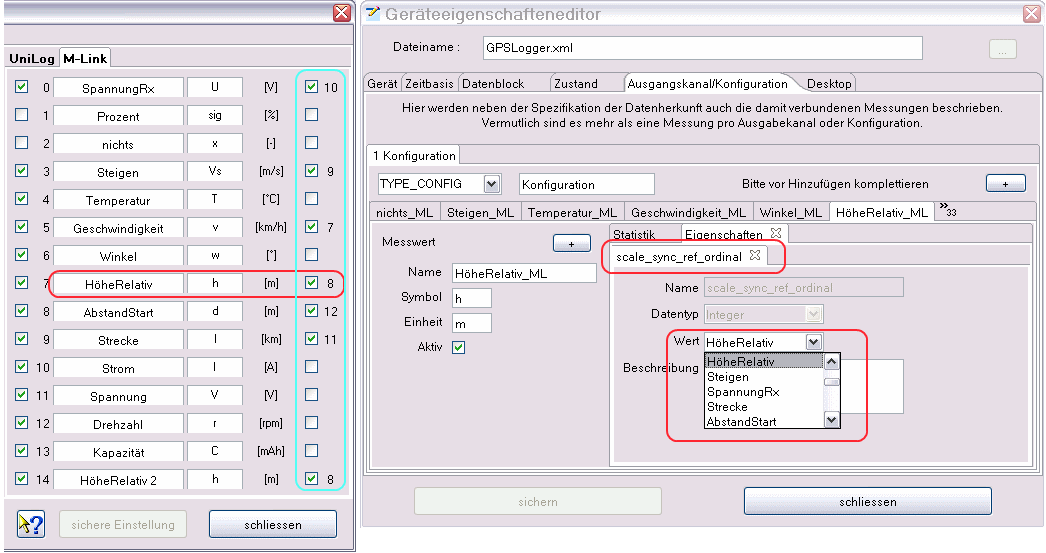 UniLog M-Link
0 SpannungRx U [V] 10
1 Prozent sig [%]
2 nichts x [-]
3 Steigen Vs [m/s] 9
4 Temperatur T [°C]
5 Geschwindigkeit v [km/h] 7
6 Winkel w [°]
7 HöheRelativ h [m] 8
8 AbstandStart d [m] 12
9 Strecke l [km] 11
10 Strom I [A]
11 Spannung V [V]
12 Drehzahl r [rpm]
13 Kapazität C [mAh]
14 HöheRelativ 2 h [m] 8
sichere Einstellung schliessen
Geräteeigenschafteneditor
Dateiname : GPSLogger.xml ...
Gerät Zeitbasis Datenblock Zustand Ausgangskanal/Konfiguration Desktop
Hier werden neben der Spezifikation der Datenherkunft auch die damit verbundenen Messungen beschrieben.
Vermutlich sind es mehr als eine Messung pro Ausgabekanal oder Konfiguration.
1 Konfiguration
TYPE_CONFIG Konfiguration Bitte vor Hinzufügen komplettieren +
nichts_ML Steigen_ML Temperatur_ML Geschwindigkeit_ML Winkel_ML HöheRelativ_ML »33
Messwert +
Name HöheRelativ_ML
Symbol h
Einheit m
Aktiv
Statistik Eigenschaften
scale_sync_ref_ordinal
Name scale_sync_ref_ordinal
Datentyp Integer
Wert HöheRelativ
Beschreibung
HöheRelativ
Steigen
SpannungRx
Strecke
AbstandStart
sichern schliessen